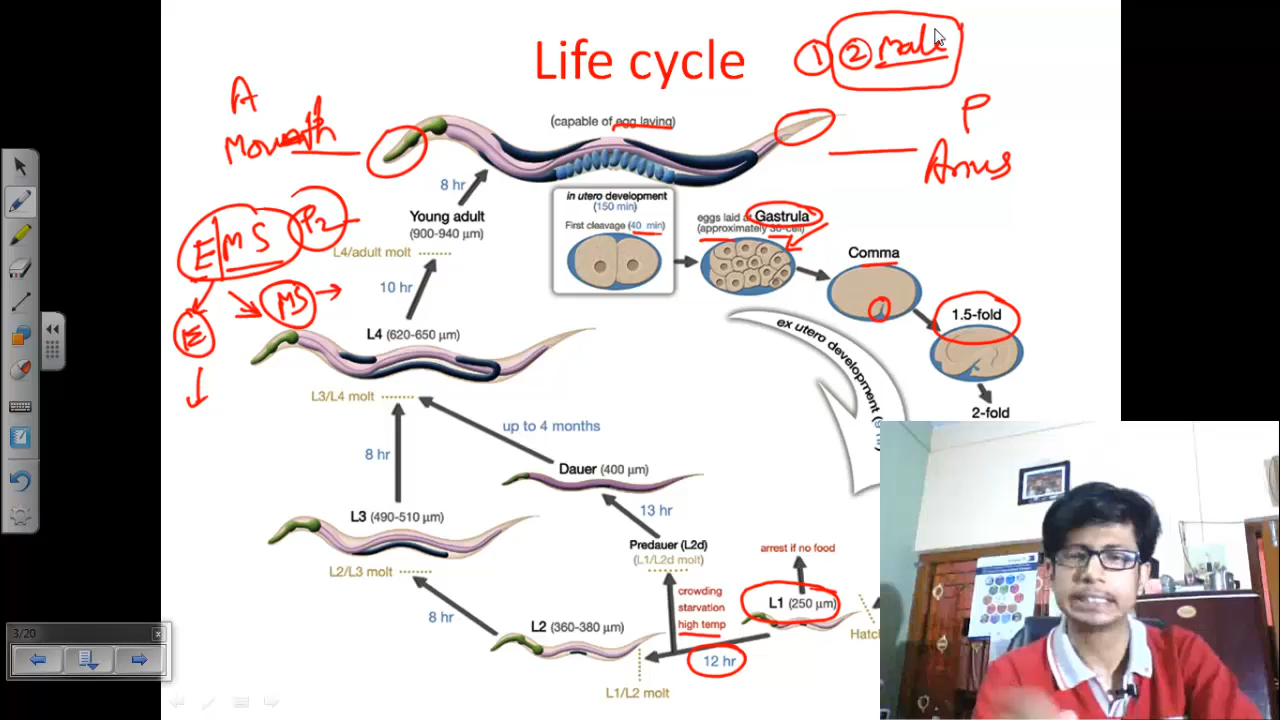 Life cycle
① ② male
A
Mouth
P
Anus
(capable of egg laying)
8 hr
in utero development
(150 min)
First cleavage (40 min)
eggs laid at Gastrula
(approximately 30-cell)
Young adult
(900-940 μm)
E MS P2
L4/adult molt
Comma
MS
E
10 hr
1.5-fold
L4 (620-650 μm)
ex utero development
L3/L4 molt
2-fold
up to 4 months
8 hr
Dauer (400 μm)
13 hr
L3 (490-510 μm)
Predauer (L2d)
(L1/L2d molt)
arrest if no food
L2/L3 molt
crowding
starvation
high temp
L1 (250 μm)
8 hr
L2 (360-380 μm)
Hatch
12 hr
L1/L2 molt
3/20